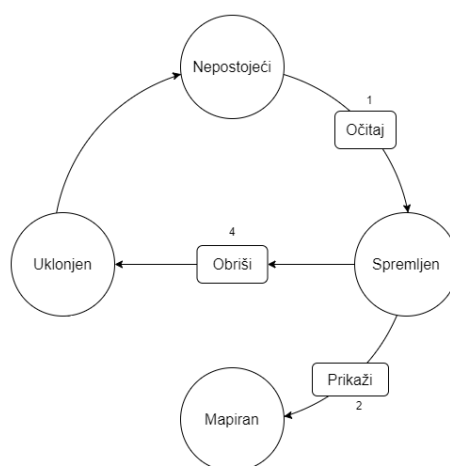 Nepostojeći
1
Očitaj
4
Uklonjen
Obriši
Spremljen
Prikaži
2
Mapiran